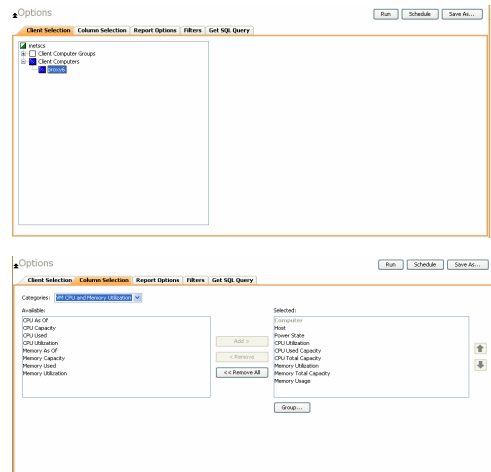 Options
Run Schedule Save As...
Client Selection Column Selection Report Options Filters Get SQL Query
metscs
Client Computer Groups
Client Computers
proxy6
Options
Run Schedule Save As...
Client Selection Column Selection Report Options Filters Get SQL Query
Categories: VM CPU and Memory Utilization
Available: Selected:
CPU As Of
CPU Capacity
CPU Used
CPU Utilization
Memory As Of
Memory Capacity
Memory Used
Memory Utilization
Add >
< Remove
<< Remove All
Computer
Host
Power State
CPU Utilization
CPU Used Capacity
CPU Total Capacity
Memory Utilization
Memory Total Capacity
Memory Usage
Group...